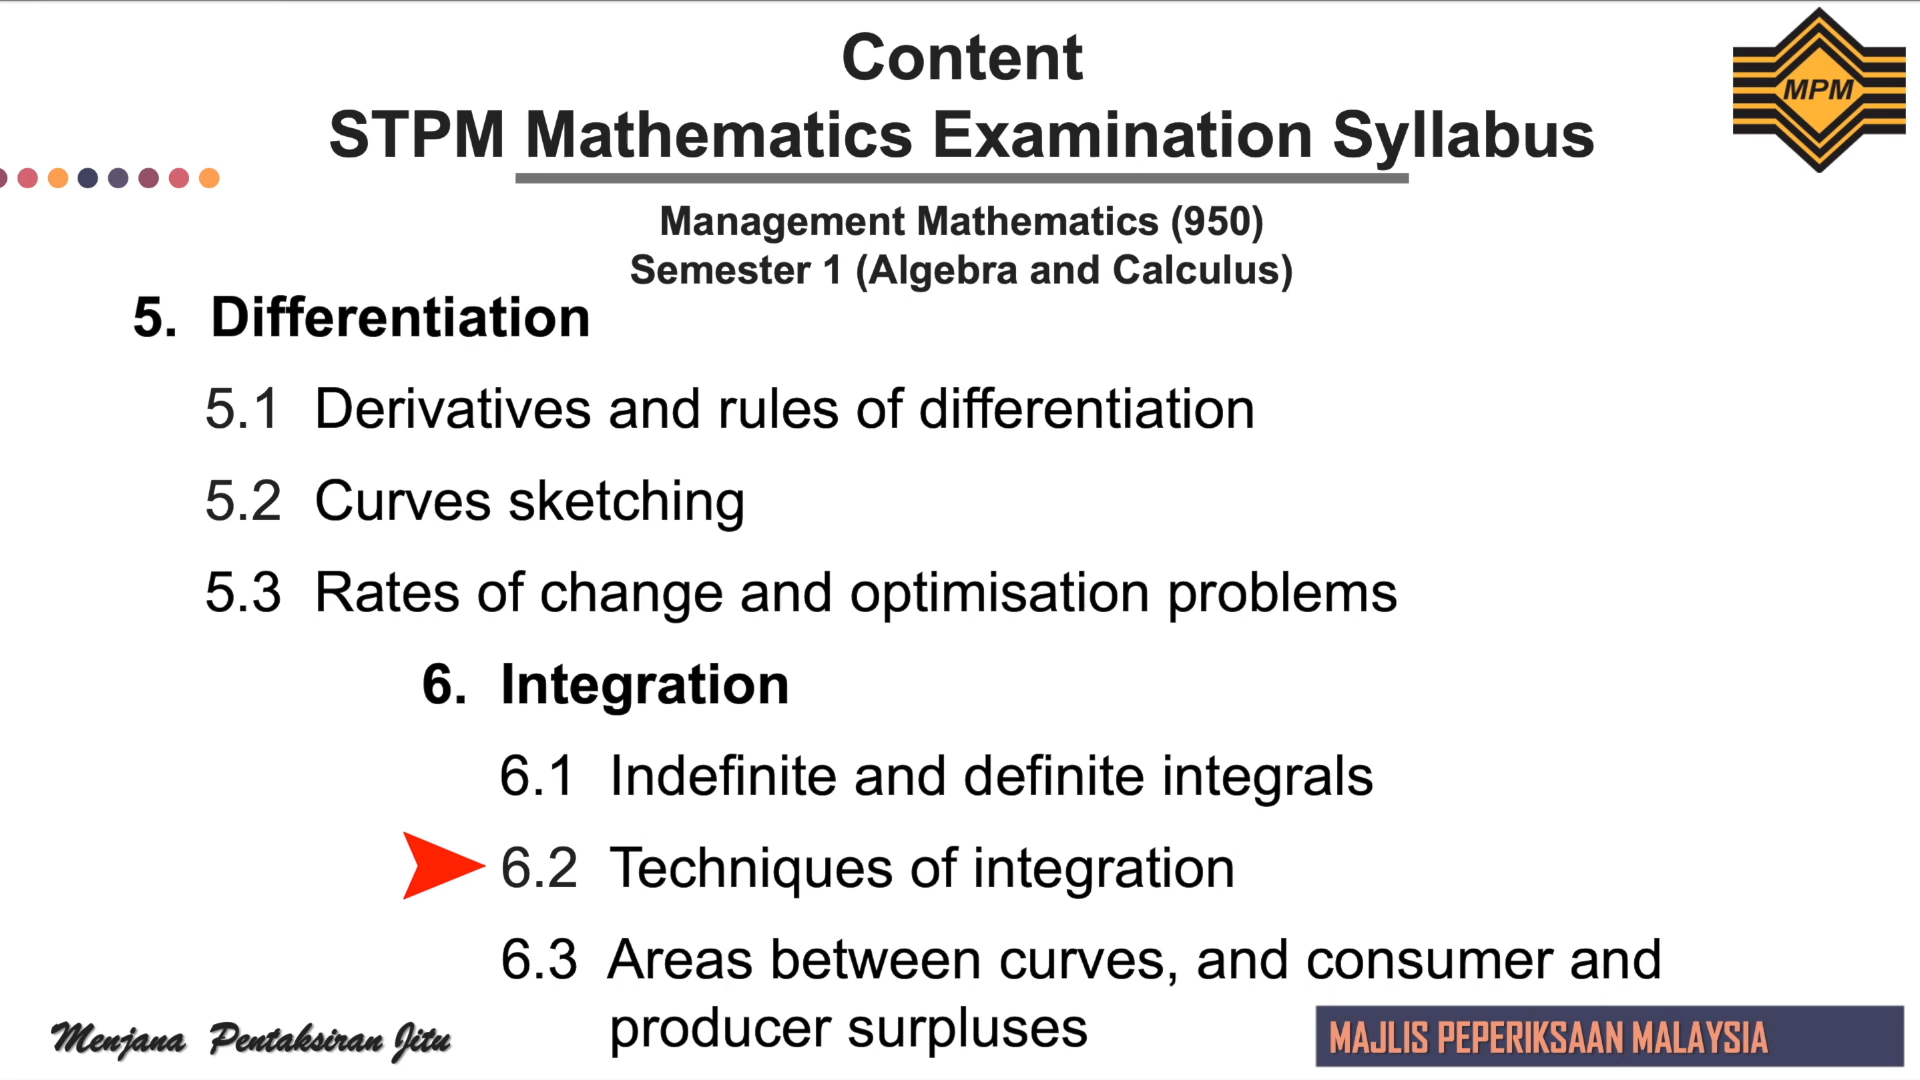 Content
STPM Mathematics Examination Syllabus
MPM
Management Mathematics (950)
Semester 1 (Algebra and Calculus)
5. Differentiation
5.1 Derivatives and rules of differentiation
5.2 Curves sketching
5.3 Rates of change and optimisation problems
6. Integration
6.1 Indefinite and definite integrals
6.2 Techniques of integration
6.3 Areas between curves, and consumer and
producer surpluses
Menjana Pentaksiran Jitu
MAJLIS PEPERIKSAAN MALAYSIA